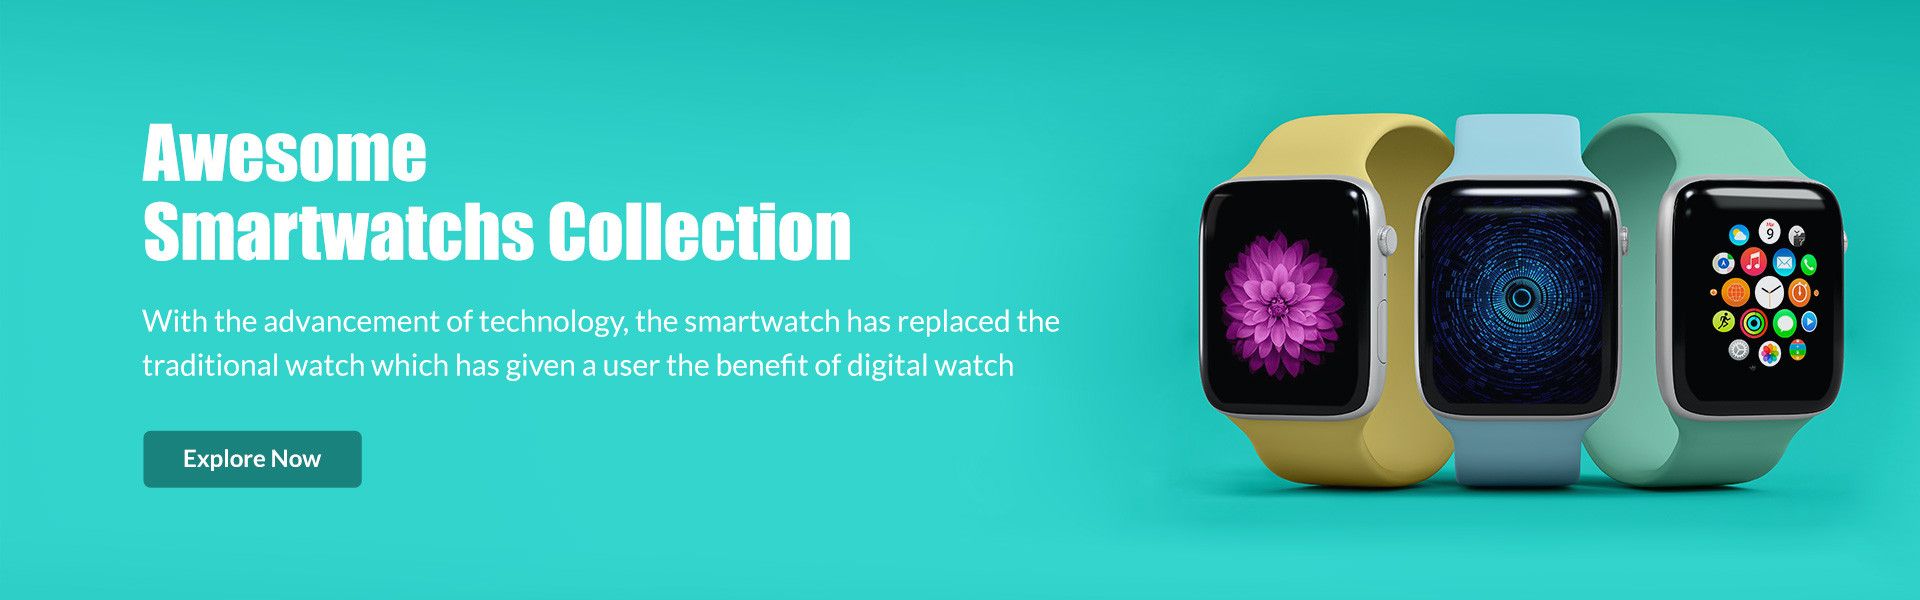 Awesome
Smartwatchs Collection
With the advancement of technology, the smartwatch has replaced the
traditional watch which has given a user the benefit of digital watch
Explore Now
9